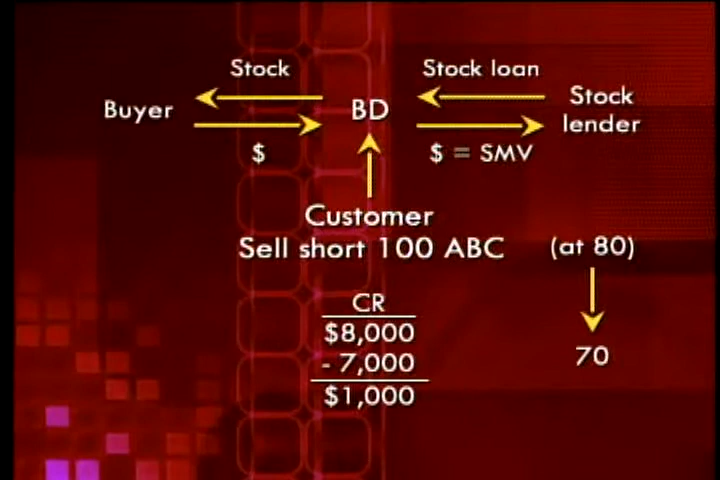 Stock
Stock loan
Buyer
BD
Stock
lender
$
$ = SMV
Customer
Sell short 100 ABC (at 80)
CR
$8,000
- 7,000
$1,000
70